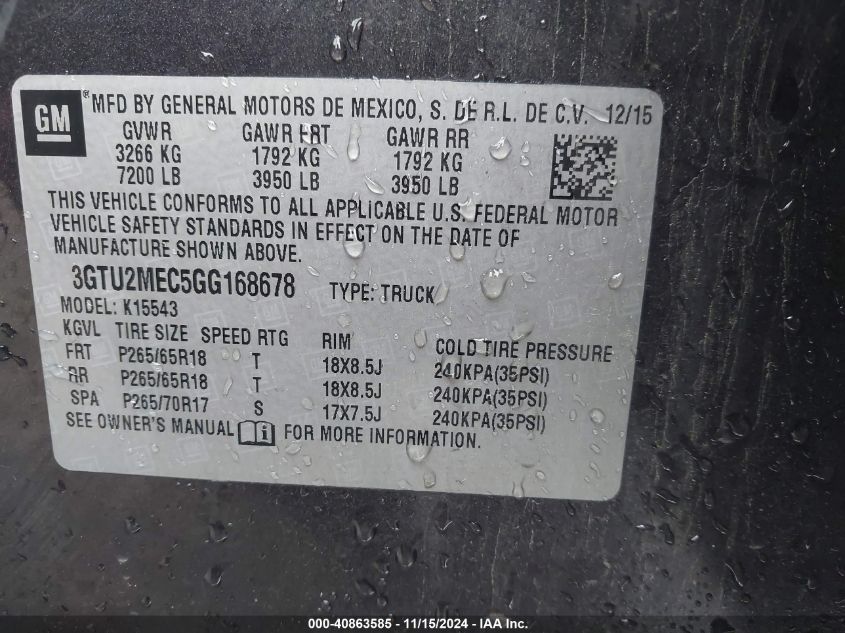 GM ® MFD BY GENERAL MOTORS DE MEXICO, S. DE R.L. DE C.V. 12/15
GVWR GAWR FRT GAWR RR
3266 KG 1792 KG 1792 KG
7200 LB 3950 LB 3950 LB
THIS VEHICLE CONFORMS TO ALL APPLICABLE U.S. FEDERAL MOTOR
VEHICLE SAFETY STANDARDS IN EFFECT ON THE DATE OF
MANUFACTURE SHOWN ABOVE.
3GTU2MEC5GG168678 TYPE: TRUCK
MODEL: K15543
KGVL TIRE SIZE SPEED RTG RIM COLD TIRE PRESSURE
FRT P265/65R18 T 18X8.5J 240KPA(35PSI)
RR P265/65R18 T 18X8.5J 240KPA(35PSI)
SPA P265/70R17 S 17X7.5J 240KPA(35PSI)
SEE OWNER'S MANUAL i FOR MORE INFORMATION.
000-40863585 - 11/15/2024 - IAAI Inc.